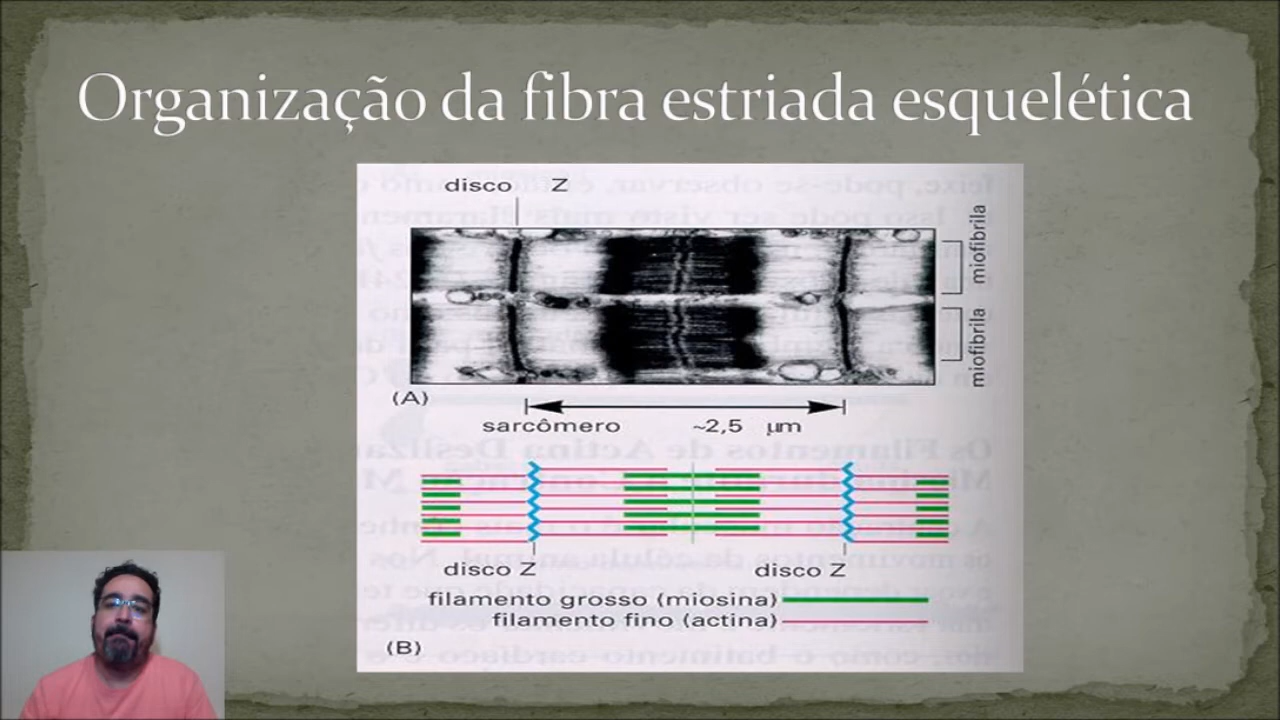 Organização da fibra estriada esquelética
disco Z
miofibrila
miofibrila
(A)
sarcômero ~2,5 µm
disco Z disco Z
filamento grosso (miosina)
filamento fino (actina)
(B)